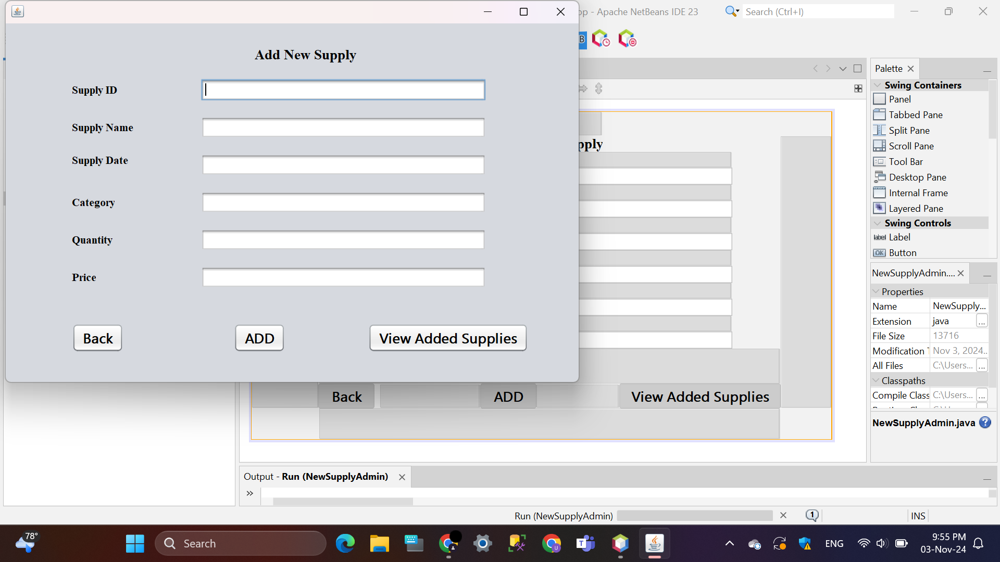 op - Apache NetBeans IDE 23
Search (Ctrl+I)
B
Add New Supply
Supply ID
Supply Name
Supply Date
Category
Quantity
Price
Back
ADD
View Added Supplies
pply
Back
ADD
View Added Supplies
Palette
Swing Containers
Panel
Tabbed Pane
Split Pane
Scroll Pane
Tool Bar
Desktop Pane
Internal Frame
Layered Pane
Swing Controls
label Label
OK Button
NewSupplyAdmin....
Properties
Name NewSupply...
Extension java ...
File Size 13716
Modification T Nov 3, 2024...
All Files C:\Users... ...
Classpaths
Compile Class C:\Users... ...
NewSupplyAdmin.java
Output - Run (NewSupplyAdmin)
Run (NewSupplyAdmin)
1
INS
78°
Search
U
T
ENG
9:55 PM
03-Nov-24